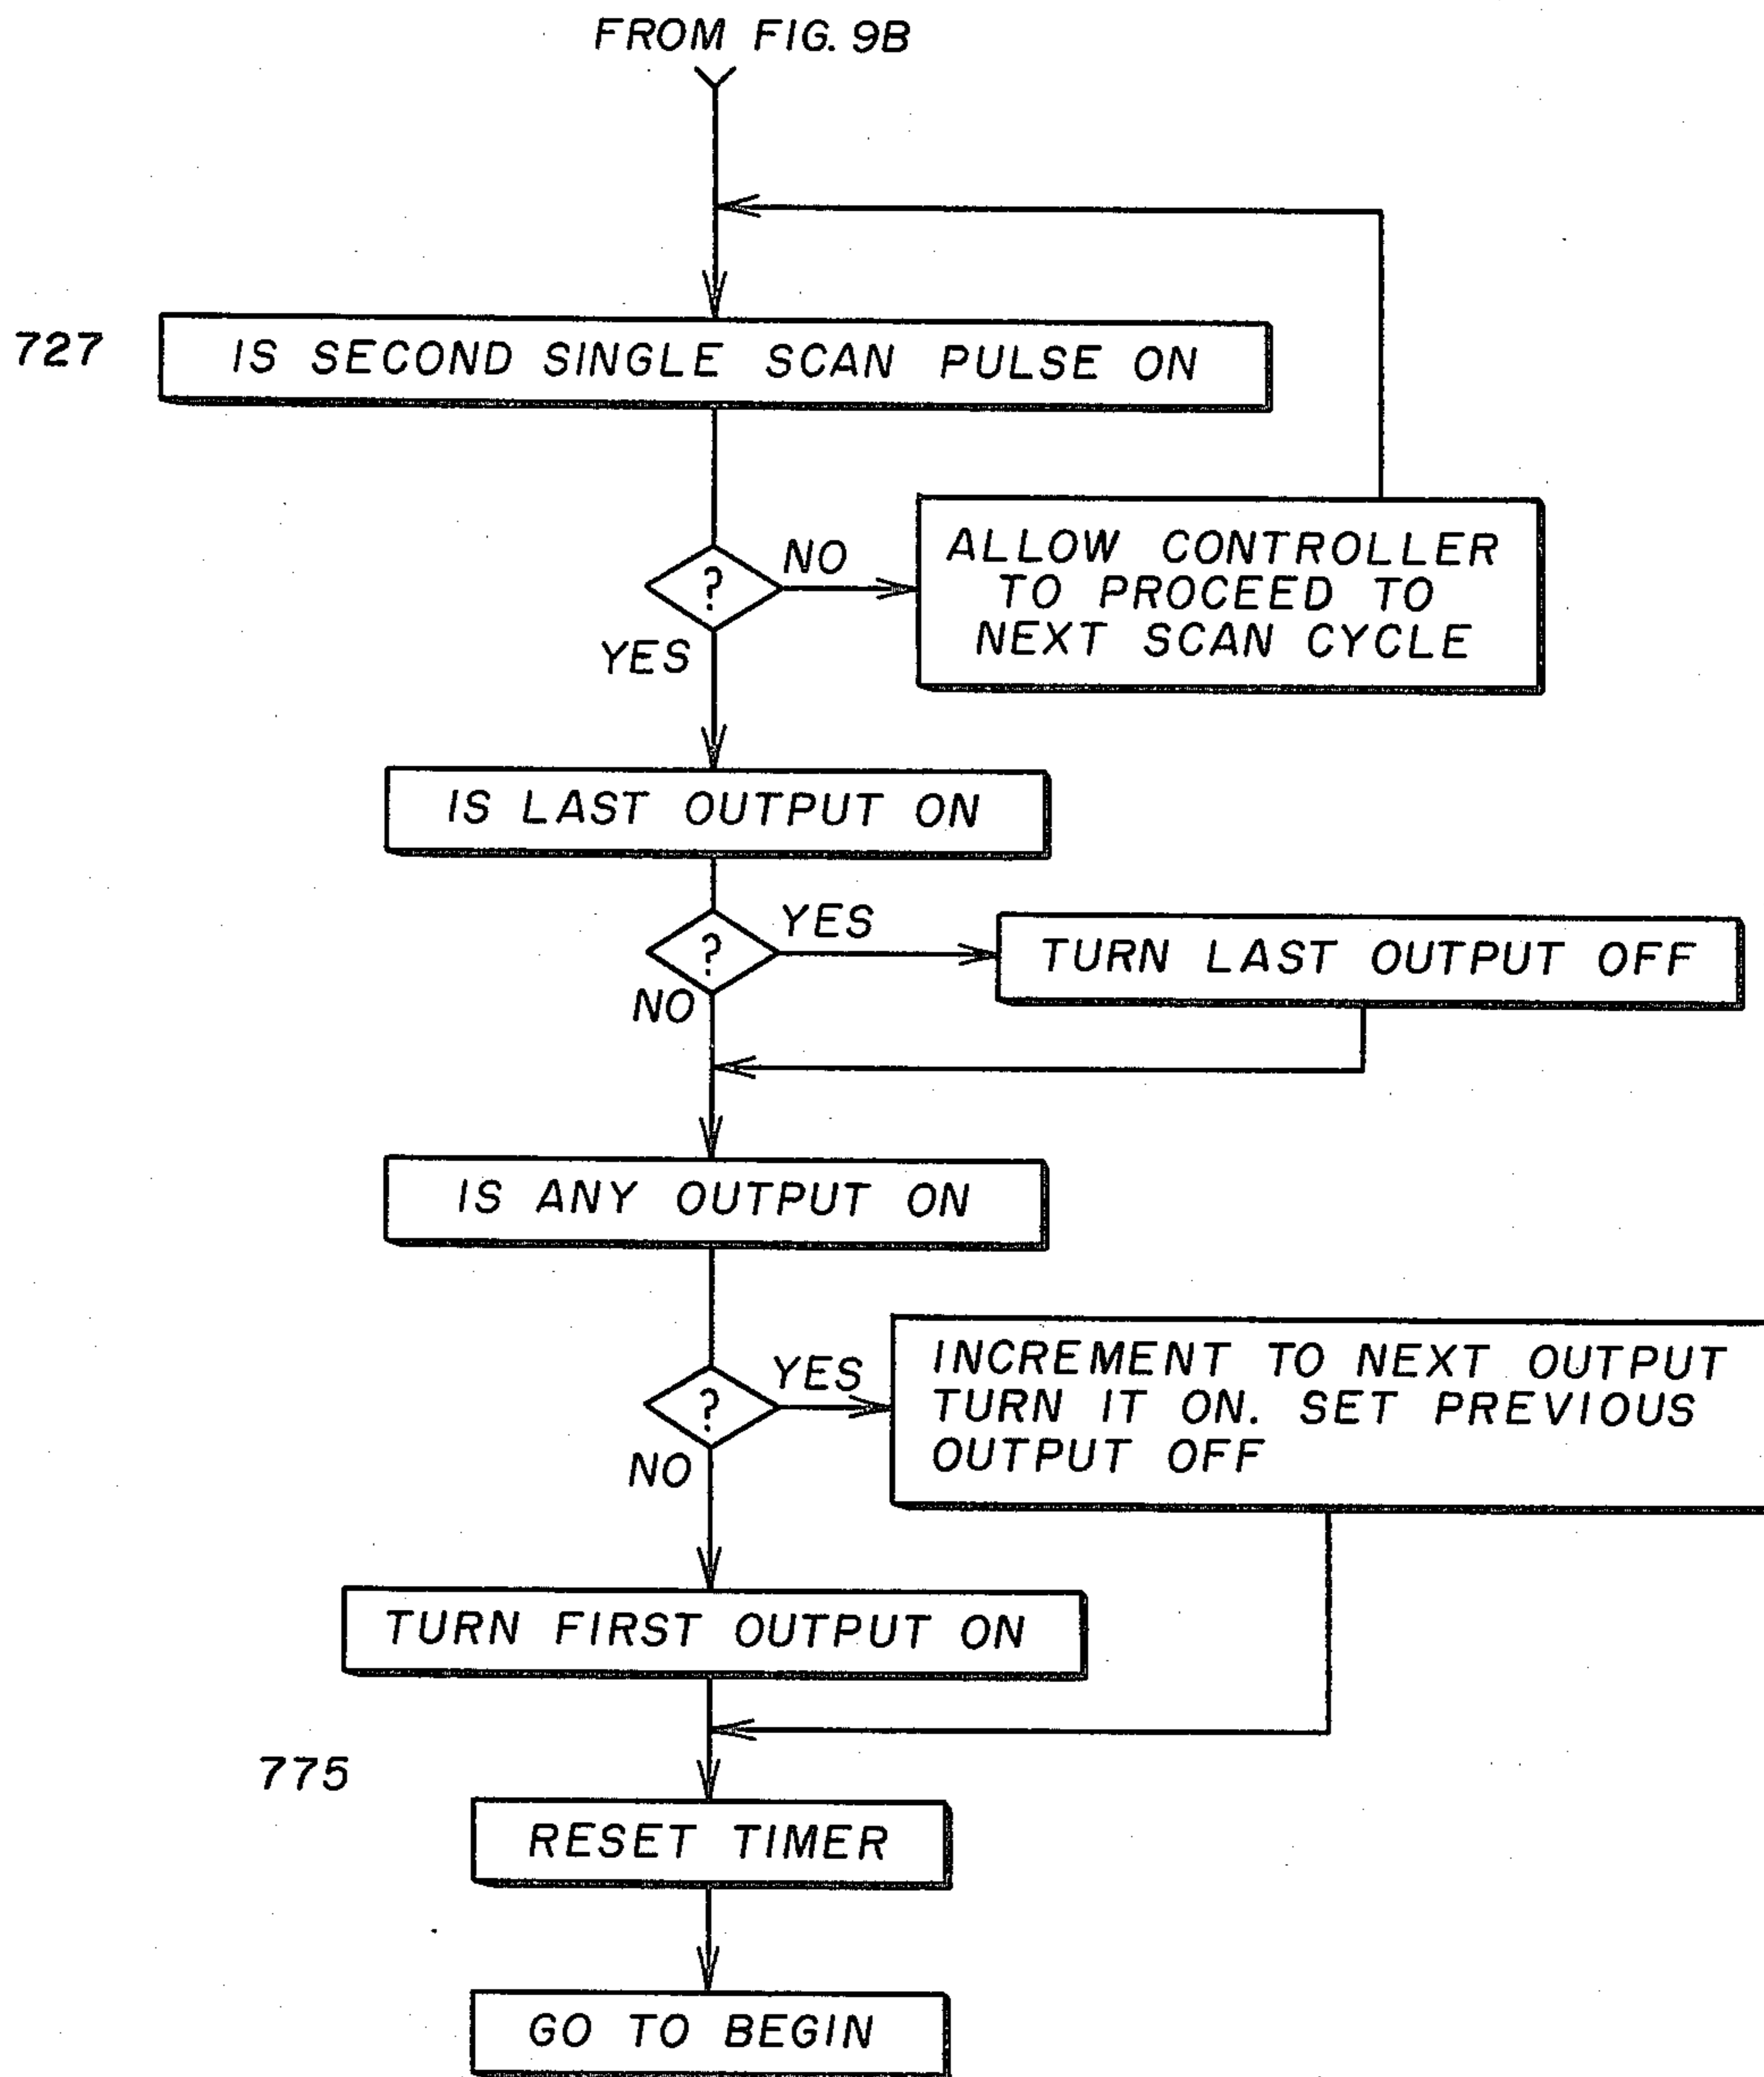 FROM FIG. 9B
727
IS SECOND SINGLE SCAN PULSE ON
?
NO
ALLOW CONTROLLER
TO PROCEED TO
NEXT SCAN CYCLE
YES
IS LAST OUTPUT ON
?
YES
TURN LAST OUTPUT OFF
NO
IS ANY OUTPUT ON
?
YES
INCREMENT TO NEXT OUTPUT
TURN IT ON. SET PREVIOUS
OUTPUT OFF
NO
TURN FIRST OUTPUT ON
775
RESET TIMER
GO TO BEGIN